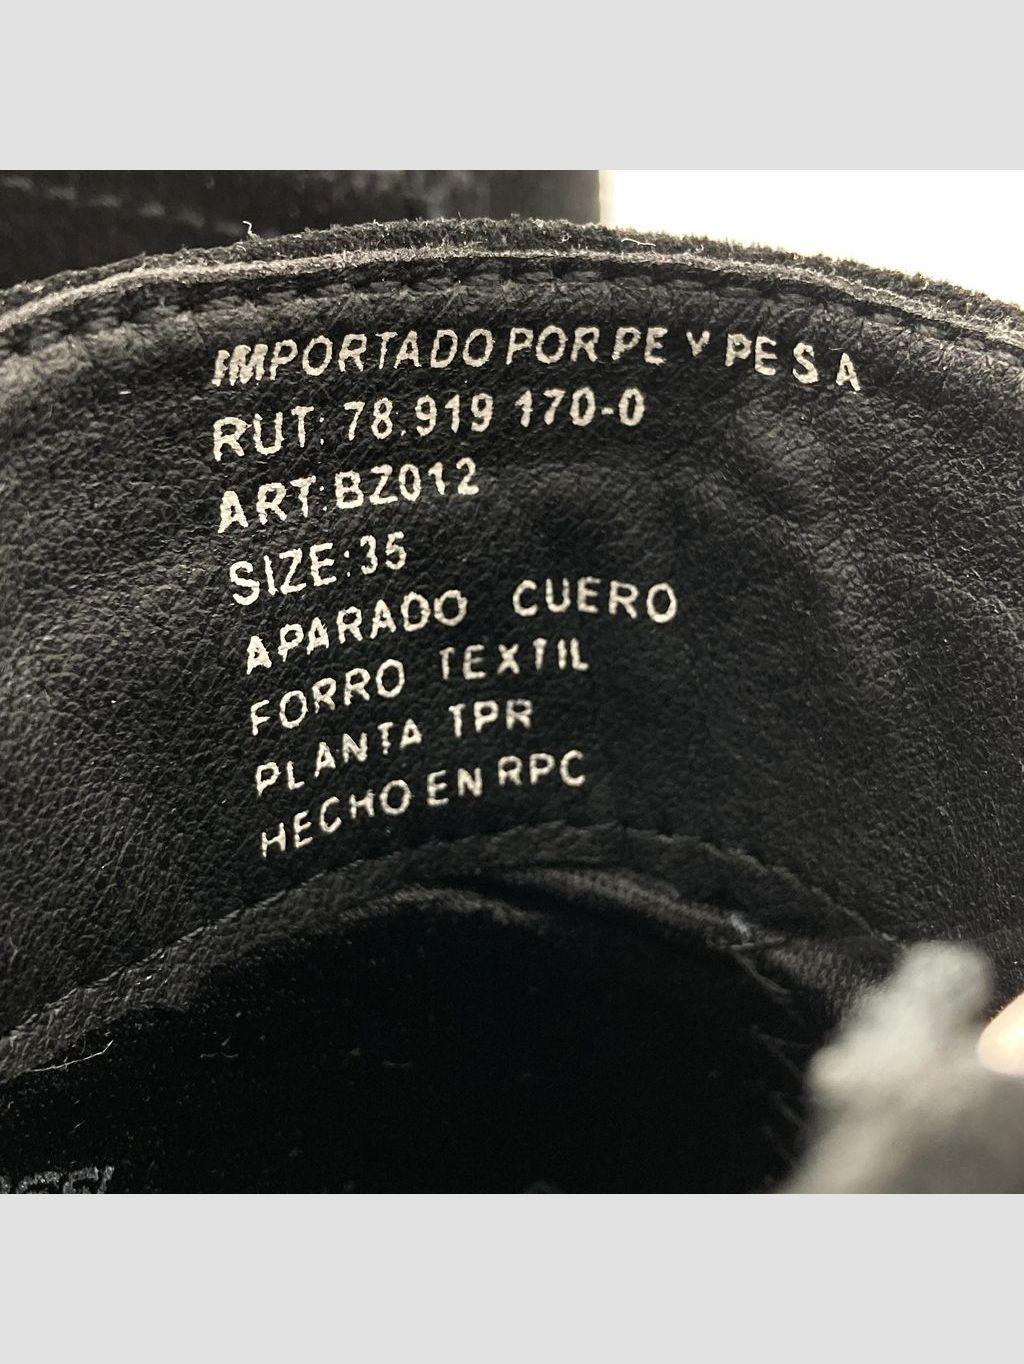 IMPORTADO POR PE Y PE S A
RUT: 78.919 170-0
ART:BZ012
SIZE:35
APARADO CUERO
FORRO TEXTIL
PLANTA TPR
HECHO EN RPC